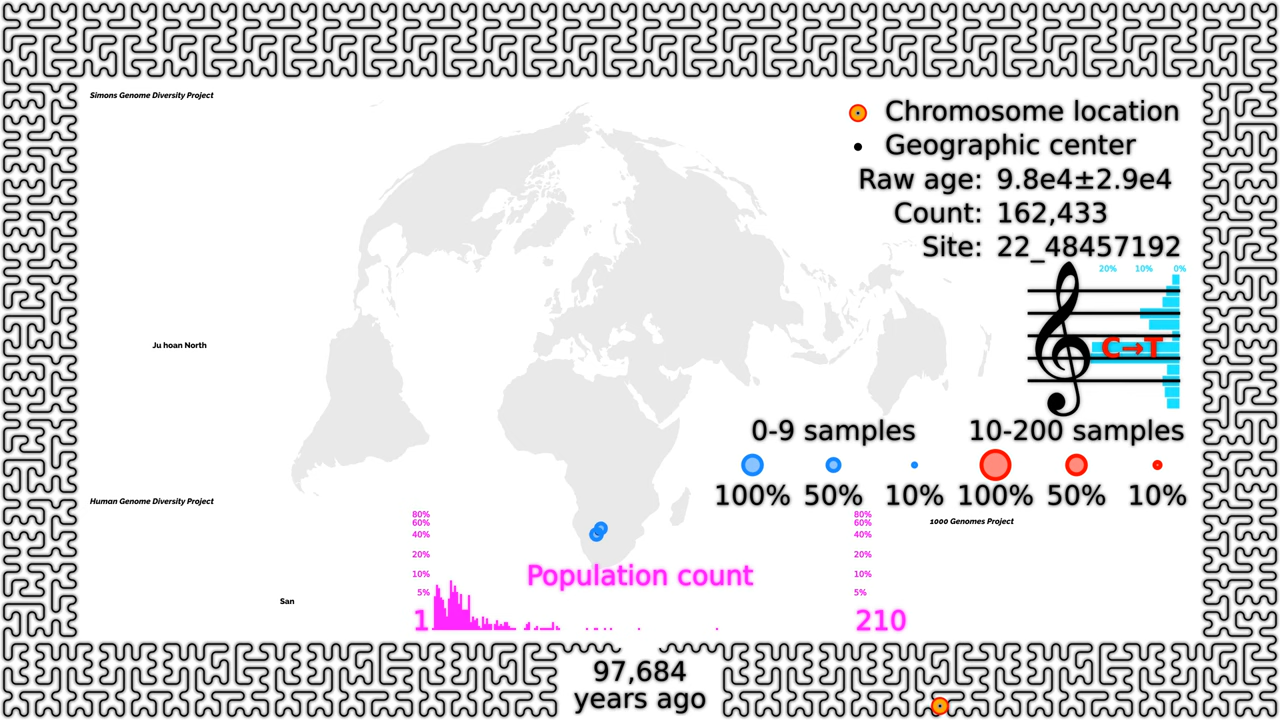 Simons Genome Diversity Project
Chromosome location
Geographic center
Raw age: 9.8e4±2.9e4
Count: 162,433
Site: 22_48457192
20% 10% 0%
C→T
Ju hoan North
0-9 samples 10-200 samples
100% 50% 10% 100% 50% 10%
Human Genome Diversity Project
1000 Genomes Project
80% 80%
60% 60%
40% 40%
20% 20%
10% 10%
5% 5%
Population count
San
1 210
97,684
years ago